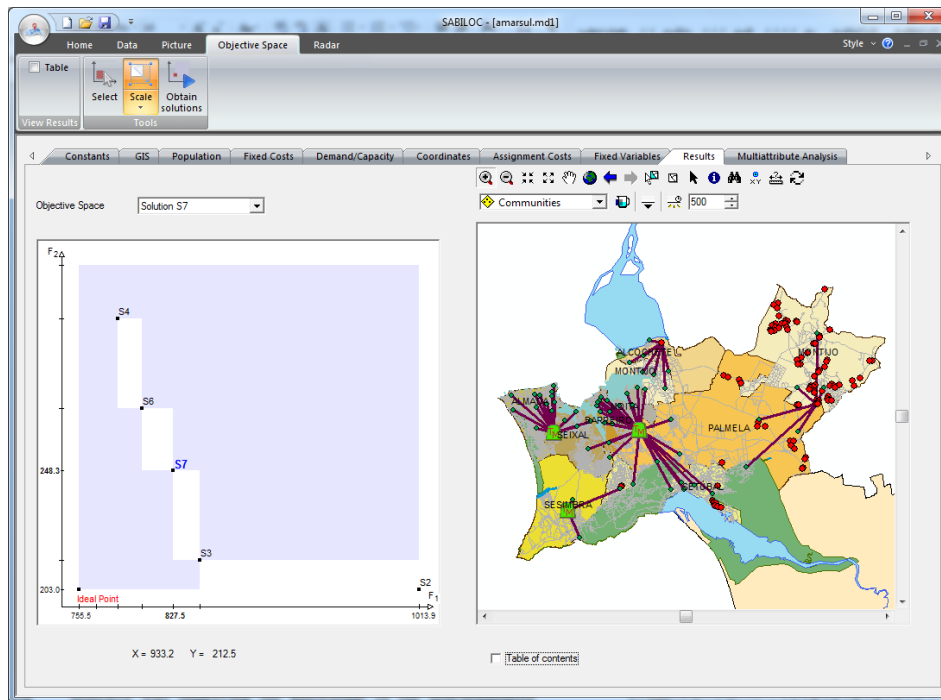 SABILOC - [amarsul.md1]
Home Data Picture Objective Space Radar Style
Table
Select Scale Obtain solutions
View Results Tools
Constants GIS Population Fixed Costs Demand/Capacity Coordinates Assignment Costs Fixed Variables Results Multiattribute Analysis
Objective Space Solution S7
XY
Communities 500
F2
S4
S6
S7
248.3
S3
S2
203.0
Ideal Point
F1
755.5 827.5 1013.9
X = 933.2 Y = 212.5
ALCOCHETE
MONTIJO
MONTIJO
ALMADA
BARREIRO
SEIXAL
PALMELA
SETÚBAL
SESIMBRA
Table of contents